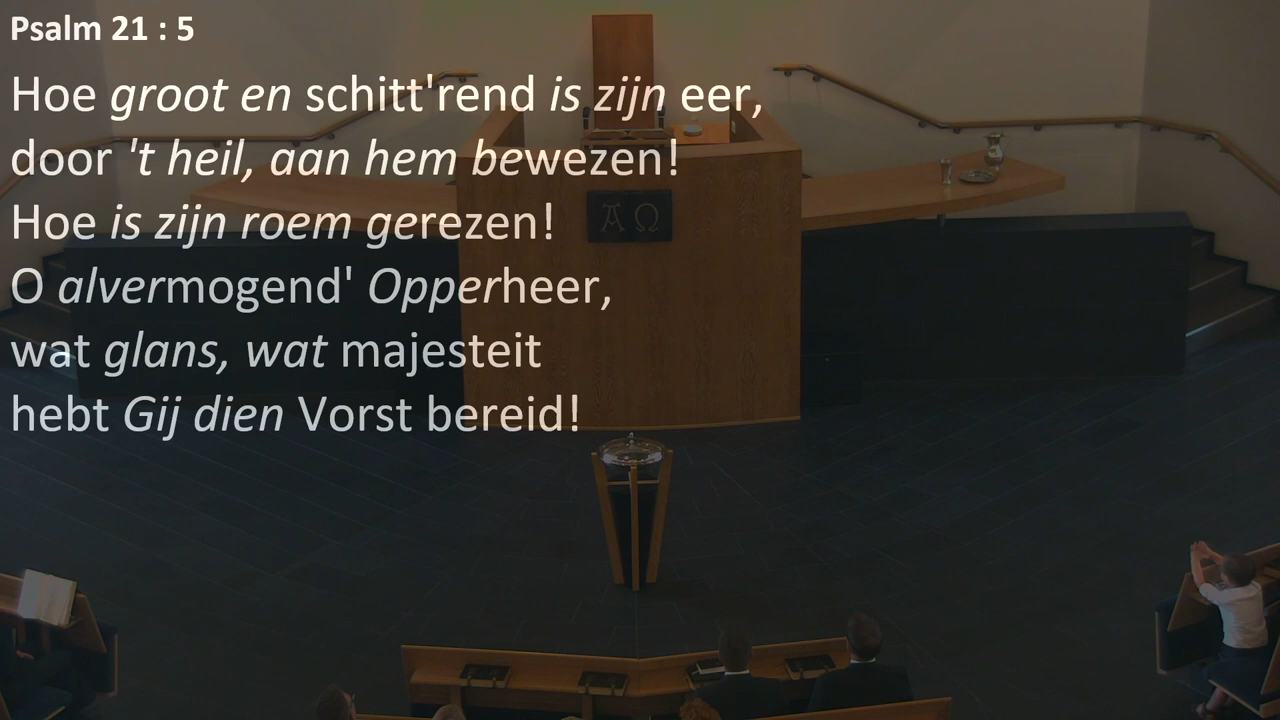 Psalm 21 : 5
Hoe groot en schitt'rend is zijn eer,
door 't heil, aan hem bewezen!
Hoe is zijn roem gerezen!
O alvermogend' Opperheer,
wat glans, wat majesteit
hebt Gij dien Vorst bereid!
Α Ω